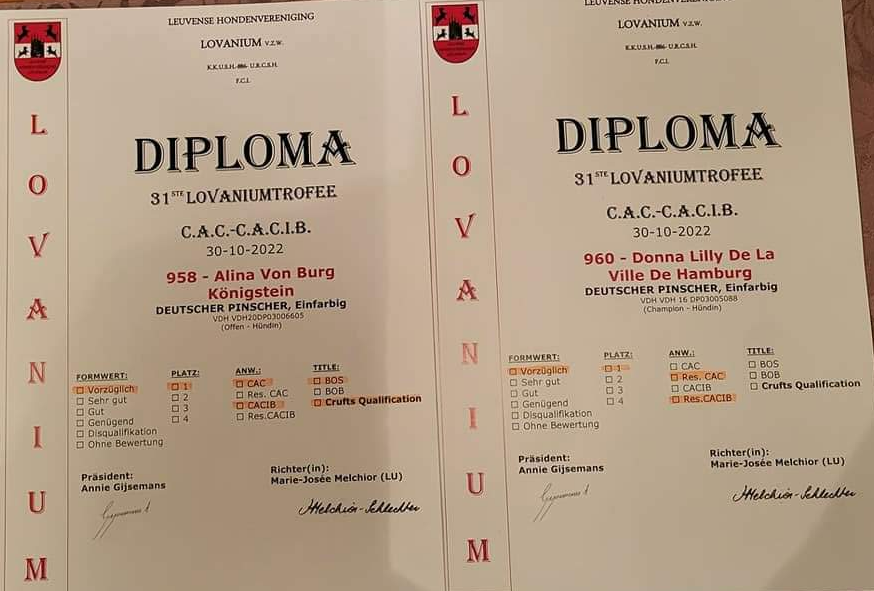 LEUVENSE HONDENVERENIGING
LOVANIUM V.Z.W.
F.C.I.
LOVANIUM
DIPLOMA
31STE LOVANIUMTROFEE
C.A.C.-C.A.C.I.B.
30-10-2022
958 - Alina Von Burg
Königstein
DEUTSCHER PINSCHER, Einfarbig
VDH VDH20DP03006605
(Offen - Hündin)
FORMWERT: PLATZ: ANW.: TITLE:
Vorzüglich 1 CAC BOS
Sehr gut 2 Res. CAC BOB
Gut 3 CACIB Crufts Qualification
Genügend 4 Res.CACIB
Disqualifikation
Ohne Bewertung
Präsident: Richter(in):
Annie Gijsemans Marie-Josée Melchior (LU)
Melchior-Schlechter
LEUVENSE HONDENVERENIGING
LOVANIUM V.Z.W.
F.C.I.
LOVANIUM
DIPLOMA
31STE LOVANIUMTROFEE
C.A.C.-C.A.C.I.B.
30-10-2022
960 - Donna Lilly De La
Ville De Hamburg
DEUTSCHER PINSCHER, Einfarbig
VDH VDH 16 DP03005088
(Champion - Hündin)
FORMWERT: PLATZ: ANW.: TITLE:
Vorzüglich 1 CAC BOS
Sehr gut 2 Res. CAC BOB
Gut 3 CACIB Crufts Qualification
Genügend 4 Res.CACIB
Disqualifikation
Ohne Bewertung
Präsident: Richter(in):
Annie Gijsemans Marie-Josée Melchior (LU)
Melchior-Schlechter